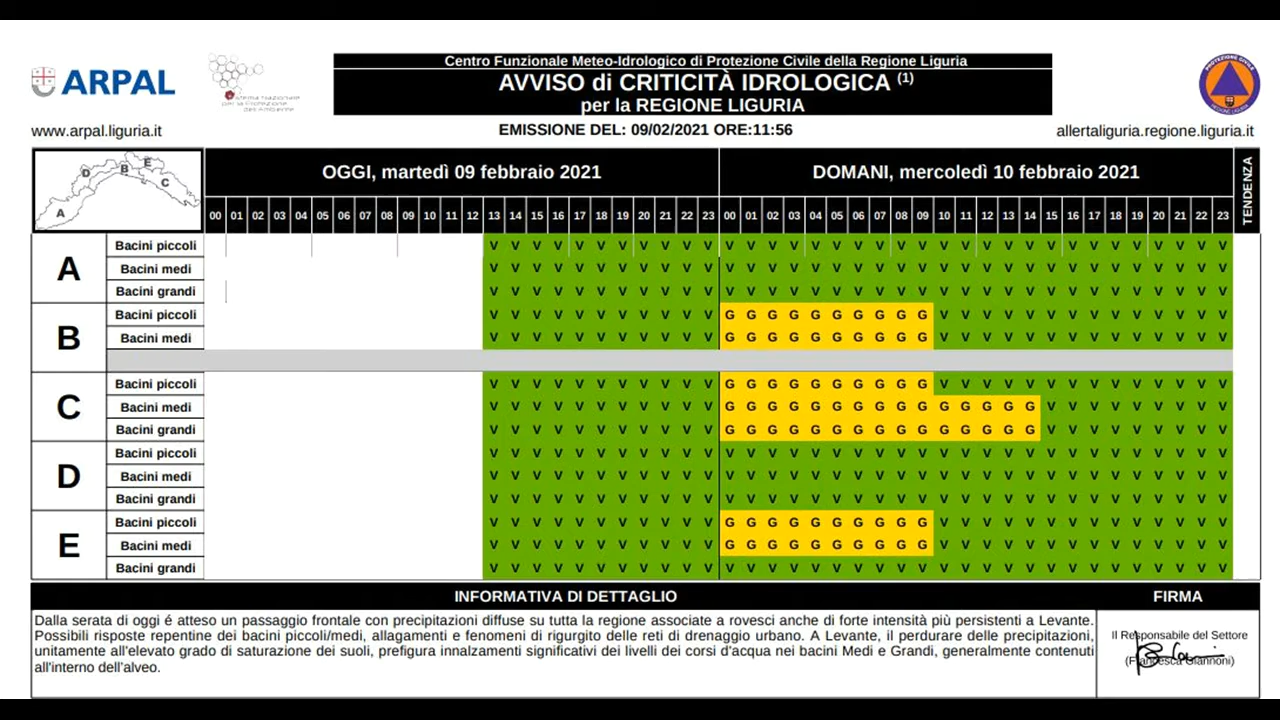 ARPAL
Centro Funzionale Meteo-Idrologico di Protezione Civile della Regione Liguria
AVVISO di CRITICITÀ IDROLOGICA (1)
per la REGIONE LIGURIA
www.arpal.liguria.it
EMISSIONE DEL: 09/02/2021 ORE:11:56
allertaliguria.regione.liguria.it
A B C D E
OGGI, martedì 09 febbraio 2021
DOMANI, mercoledì 10 febbraio 2021
TENDENZA
00 01 02 03 04 05 06 07 08 09 10 11 12 13 14 15 16 17 18 19 20 21 22 23 00 01 02 03 04 05 06 07 08 09 10 11 12 13 14 15 16 17 18 19 20 21 22 23
A
Bacini piccoli V V V V V V V V V V V V V V V V V V V V V V V V V V V V V V V V V V V
Bacini medi V V V V V V V V V V V V V V V V V V V V V V V V V V V V V V V V V V V
Bacini grandi V V V V V V V V V V V V V V V V V V V V V V V V V V V V V V V V V V V
B
Bacini piccoli V V V V V V V V V V V G G G G G G G G G G V V V V V V V V V V V V V V
Bacini medi V V V V V V V V V V V G G G G G G G G G G V V V V V V V V V V V V V V
C
Bacini piccoli V V V V V V V V V V V G G G G G G G G G G V V V V V V V V V V V V V V
Bacini medi V V V V V V V V V V V G G G G G G G G G G G G G G G V V V V V V V V V
Bacini grandi V V V V V V V V V V V G G G G G G G G G G G G G G G V V V V V V V V V
D
Bacini piccoli V V V V V V V V V V V V V V V V V V V V V V V V V V V V V V V V V V V
Bacini medi V V V V V V V V V V V V V V V V V V V V V V V V V V V V V V V V V V V
Bacini grandi V V V V V V V V V V V V V V V V V V V V V V V V V V V V V V V V V V V
E
Bacini piccoli V V V V V V V V V V V G G G G G G G G G G V V V V V V V V V V V V V V
Bacini medi V V V V V V V V V V V G G G G G G G G G G V V V V V V V V V V V V V V
Bacini grandi V V V V V V V V V V V V V V V V V V V V V V V V V V V V V V V V V V V
INFORMATIVA DI DETTAGLIO
FIRMA
Dalla serata di oggi é atteso un passaggio frontale con precipitazioni diffuse su tutta la regione associate a rovesci anche di forte intensità più persistenti a Levante.
Possibili risposte repentine dei bacini piccoli/medi, allagamenti e fenomeni di rigurgito delle reti di drenaggio urbano. A Levante, il perdurare delle precipitazioni,
unitamente all'elevato grado di saturazione dei suoli, prefigura innalzamenti significativi dei livelli dei corsi d'acqua nei bacini Medi e Grandi, generalmente contenuti
all'interno dell'alveo.
Il Responsabile del Settore
(Francesca Giannoni)